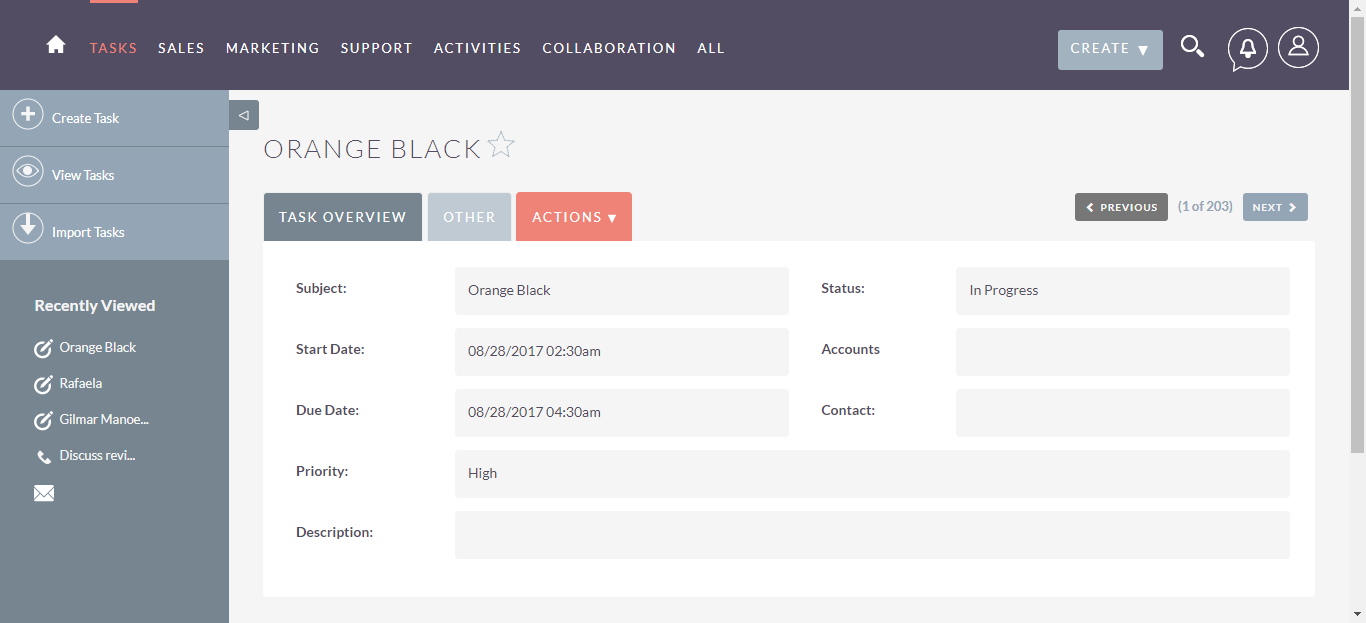 TASKS SALES MARKETING SUPPORT ACTIVITIES COLLABORATION ALL CREATE ▼
Create Task
View Tasks
Import Tasks
Recently Viewed
Orange Black
Rafaela
Gilmar Manoe...
Discuss revi...
ORANGE BLACK
TASK OVERVIEW OTHER ACTIONS ▼ PREVIOUS (1 of 203) NEXT
Subject: Orange Black Status: In Progress
Start Date: 08/28/2017 02:30am Accounts
Due Date: 08/28/2017 04:30am Contact:
Priority: High
Description: